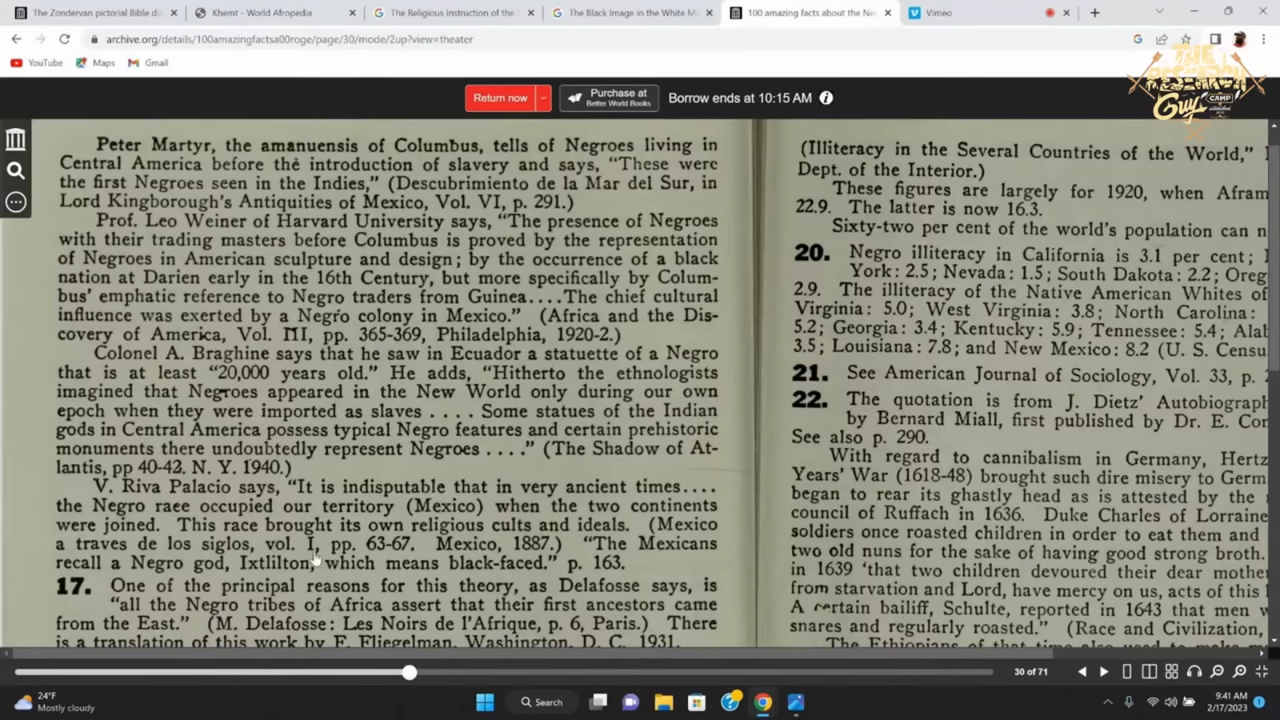 The Zondervan pictorial Bible di
Khemt - World Afropedia
The Religious Instruction of the
The Black Image in the White M
100 amazing facts about the Ne
Vimeo
archive.org/details/100amazingfactsa00roge/page/30/mode/2up?view=theater
YouTube Maps Gmail
THE
RESEARCH
Guy
CAMP
Return now
Purchase at
Better World Books
Borrow ends at 10:15 AM
Peter Martyr, the amanuensis of Columbus, tells of Negroes living in
Central America before the introduction of slavery and says, "These were
the first Negroes seen in the Indies," (Descubrimiento de la Mar del Sur, in
Lord Kingborough's Antiquities of Mexico, Vol. VI, p. 291.)
Prof. Leo Weiner of Harvard University says, "The presence of Negroes
with their trading masters before Columbus is proved by the representation
of Negroes in American sculpture and design; by the occurrence of a black
nation at Darien early in the 16th Century, but more specifically by Colum-
bus' emphatic reference to Negro traders from Guinea....The chief cultural
influence was exerted by a Negro colony in Mexico." (Africa and the Dis-
covery of America, Vol. III, pp. 365-369, Philadelphia, 1920-2.)
Colonel A. Braghine says that he saw in Ecuador a statuette of a Negro
that is at least "20,000 years old." He adds, "Hitherto the ethnologists
imagined that Negroes appeared in the New World only during our own
epoch when they were imported as slaves .... Some statues of the Indian
gods in Central America possess typical Negro features and certain prehistoric
monuments there undoubtedly represent Negroes ...." (The Shadow of At-
lantis, pp 40-42. N. Y. 1940.)
V. Riva Palacio says, "It is indisputable that in very ancient times....
the Negro raee occupied our territory (Mexico) when the two continents
were joined. This race brought its own religious cults and ideals. (Mexico
a traves de los siglos, vol. I, pp. 63-67. Mexico, 1887.) "The Mexicans
recall a Negro god, Ixtlilton, which means black-faced." p. 163.
17. One of the principal reasons for this theory, as Delafosse says, is
"all the Negro tribes of Africa assert that their first ancestors came
from the East." (M. Delafosse: Les Noirs de l'Afrique, p. 6, Paris.) There
is a translation of this work by F. Fliegelman, Washington, D. C. 1931.
(Illiteracy in the Several Countries of the World,"
Dept. of the Interior.)
These figures are largely for 1920, when Afram
22.9. The latter is now 16.3.
Sixty-two per cent of the world's population can n
20. Negro illiteracy in California is 3.1 per cent;
York: 2.5; Nevada: 1.5; South Dakota: 2.2; Oreg
2.9. The illiteracy of the Native American Whites of
Virginia: 5.0; West Virginia: 3.8; North Carolina:
5.2; Georgia: 3.4; Kentucky: 5.9; Tennessee: 5.4; Alab
3.5; Louisiana: 7.8; and New Mexico: 8.2 (U. S. Censu
21. See American Journal of Sociology, Vol. 33, p. 2
22. The quotation is from J. Dietz' Autobiograph
by Bernard Miall, first published by Dr. E. Con
See also p. 290.
With regard to cannibalism in Germany, Hertz
Years' War (1618-48) brought such dire misery to Germ
began to rear its ghastly head as is attested by the
council of Ruffach in 1636. Duke Charles of Lorraine
soldiers once roasted children in order to eat them and
two old nuns for the sake of having good strong broth.
in 1639 'that two children devoured their dear mothe
from starvation and Lord, have mercy on us, acts of this
A certain bailiff, Schulte, reported in 1643 that men w
snares and regularly roasted." (Race and Civilization,
The Ethiopians of that time also used to make
30 of 71
24°F
Mostly cloudy
Search
9:41 AM
2/17/2023